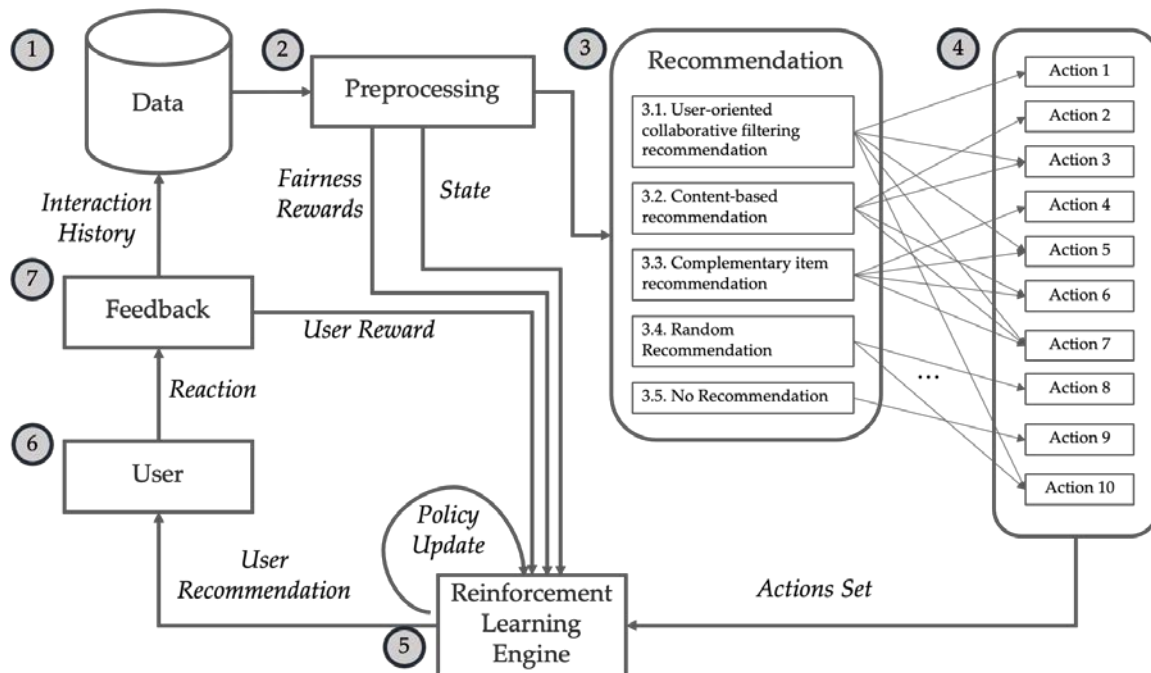 1
Data
2
Preprocessing
3
Recommendation
3.1. User-oriented
collaborative filtering
recommendation
3.2. Content-based
recommendation
3.3. Complementary item
recommendation
3.4. Random
Recommendation
3.5. No Recommendation
...
4
Action 1
Action 2
Action 3
Action 4
Action 5
Action 6
Action 7
Action 8
Action 9
Action 10
Fairness
Rewards
State
Interaction
History
7
Feedback
User Reward
Reaction
6
User
User
Recommendation
Policy
Update
5
Reinforcement
Learning
Engine
Actions Set